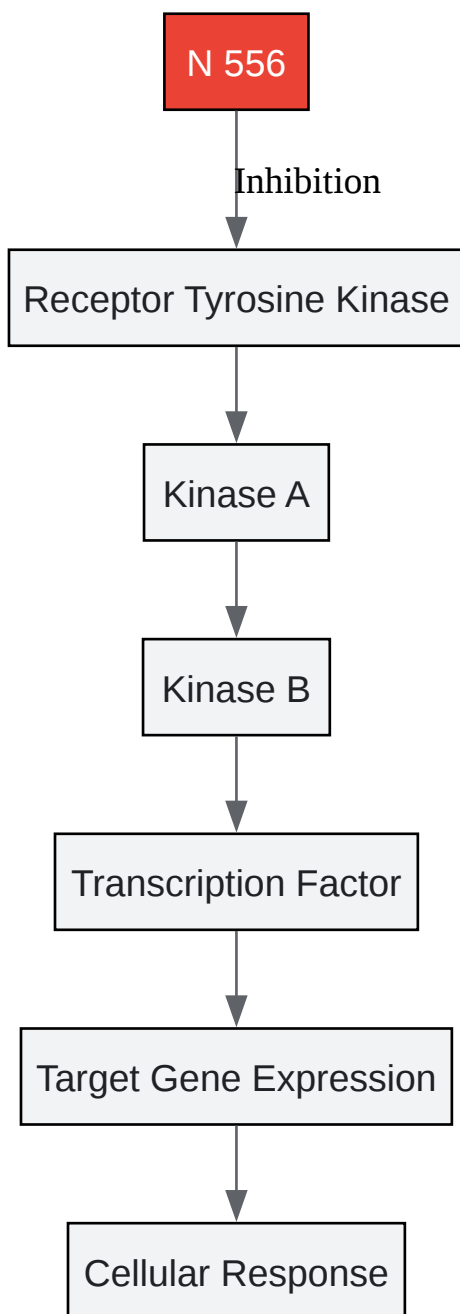 N 556
Inhibition
Receptor Tyrosine Kinase
Kinase A
Kinase B
Transcription Factor
Target Gene Expression
Cellular Response